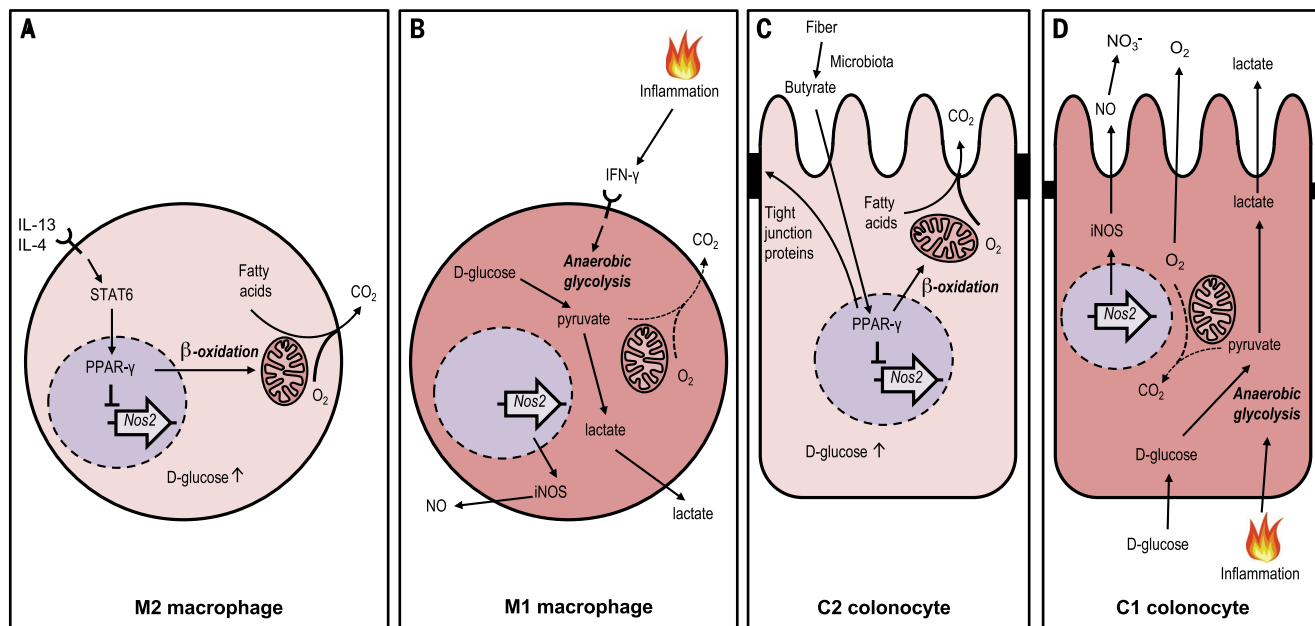 A
IL-13
IL-4
STAT6
PPAR-γ
Nos2
β-oxidation
Fatty
acids
CO2
O2
D-glucose ↑
M2 macrophage
B
Inflammation
IFN-γ
Anaerobic
glycolysis
D-glucose
pyruvate
CO2
O2
Nos2
lactate
iNOS
NO
lactate
M1 macrophage
C
Fiber
Microbiota
Butyrate
CO2
Fatty
acids
Tight
junction
proteins
O2
β-oxidation
PPAR-γ
Nos2
D-glucose ↑
C2 colonocyte
D
NO3-
O2
lactate
NO
lactate
iNOS
O2
Nos2
pyruvate
CO2
Anaerobic
glycolysis
D-glucose
D-glucose
Inflammation
C1 colonocyte